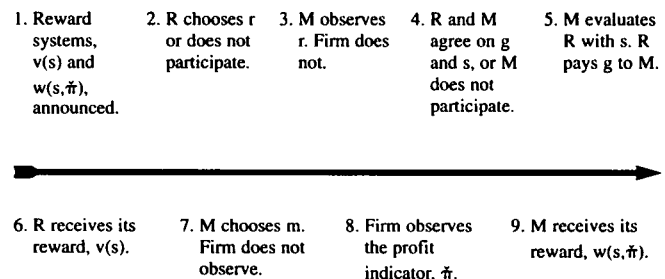 1. Reward systems, v(s) and w(s,π̃), announced.
2. R chooses r or does not participate.
3. M observes r. Firm does not.
4. R and M agree on g and s, or M does not participate.
5. M evaluates R with s. R pays g to M.
6. R receives its reward, v(s).
7. M chooses m. Firm does not observe.
8. Firm observes the profit indicator, π̃.
9. M receives its reward, w(s,π̃).